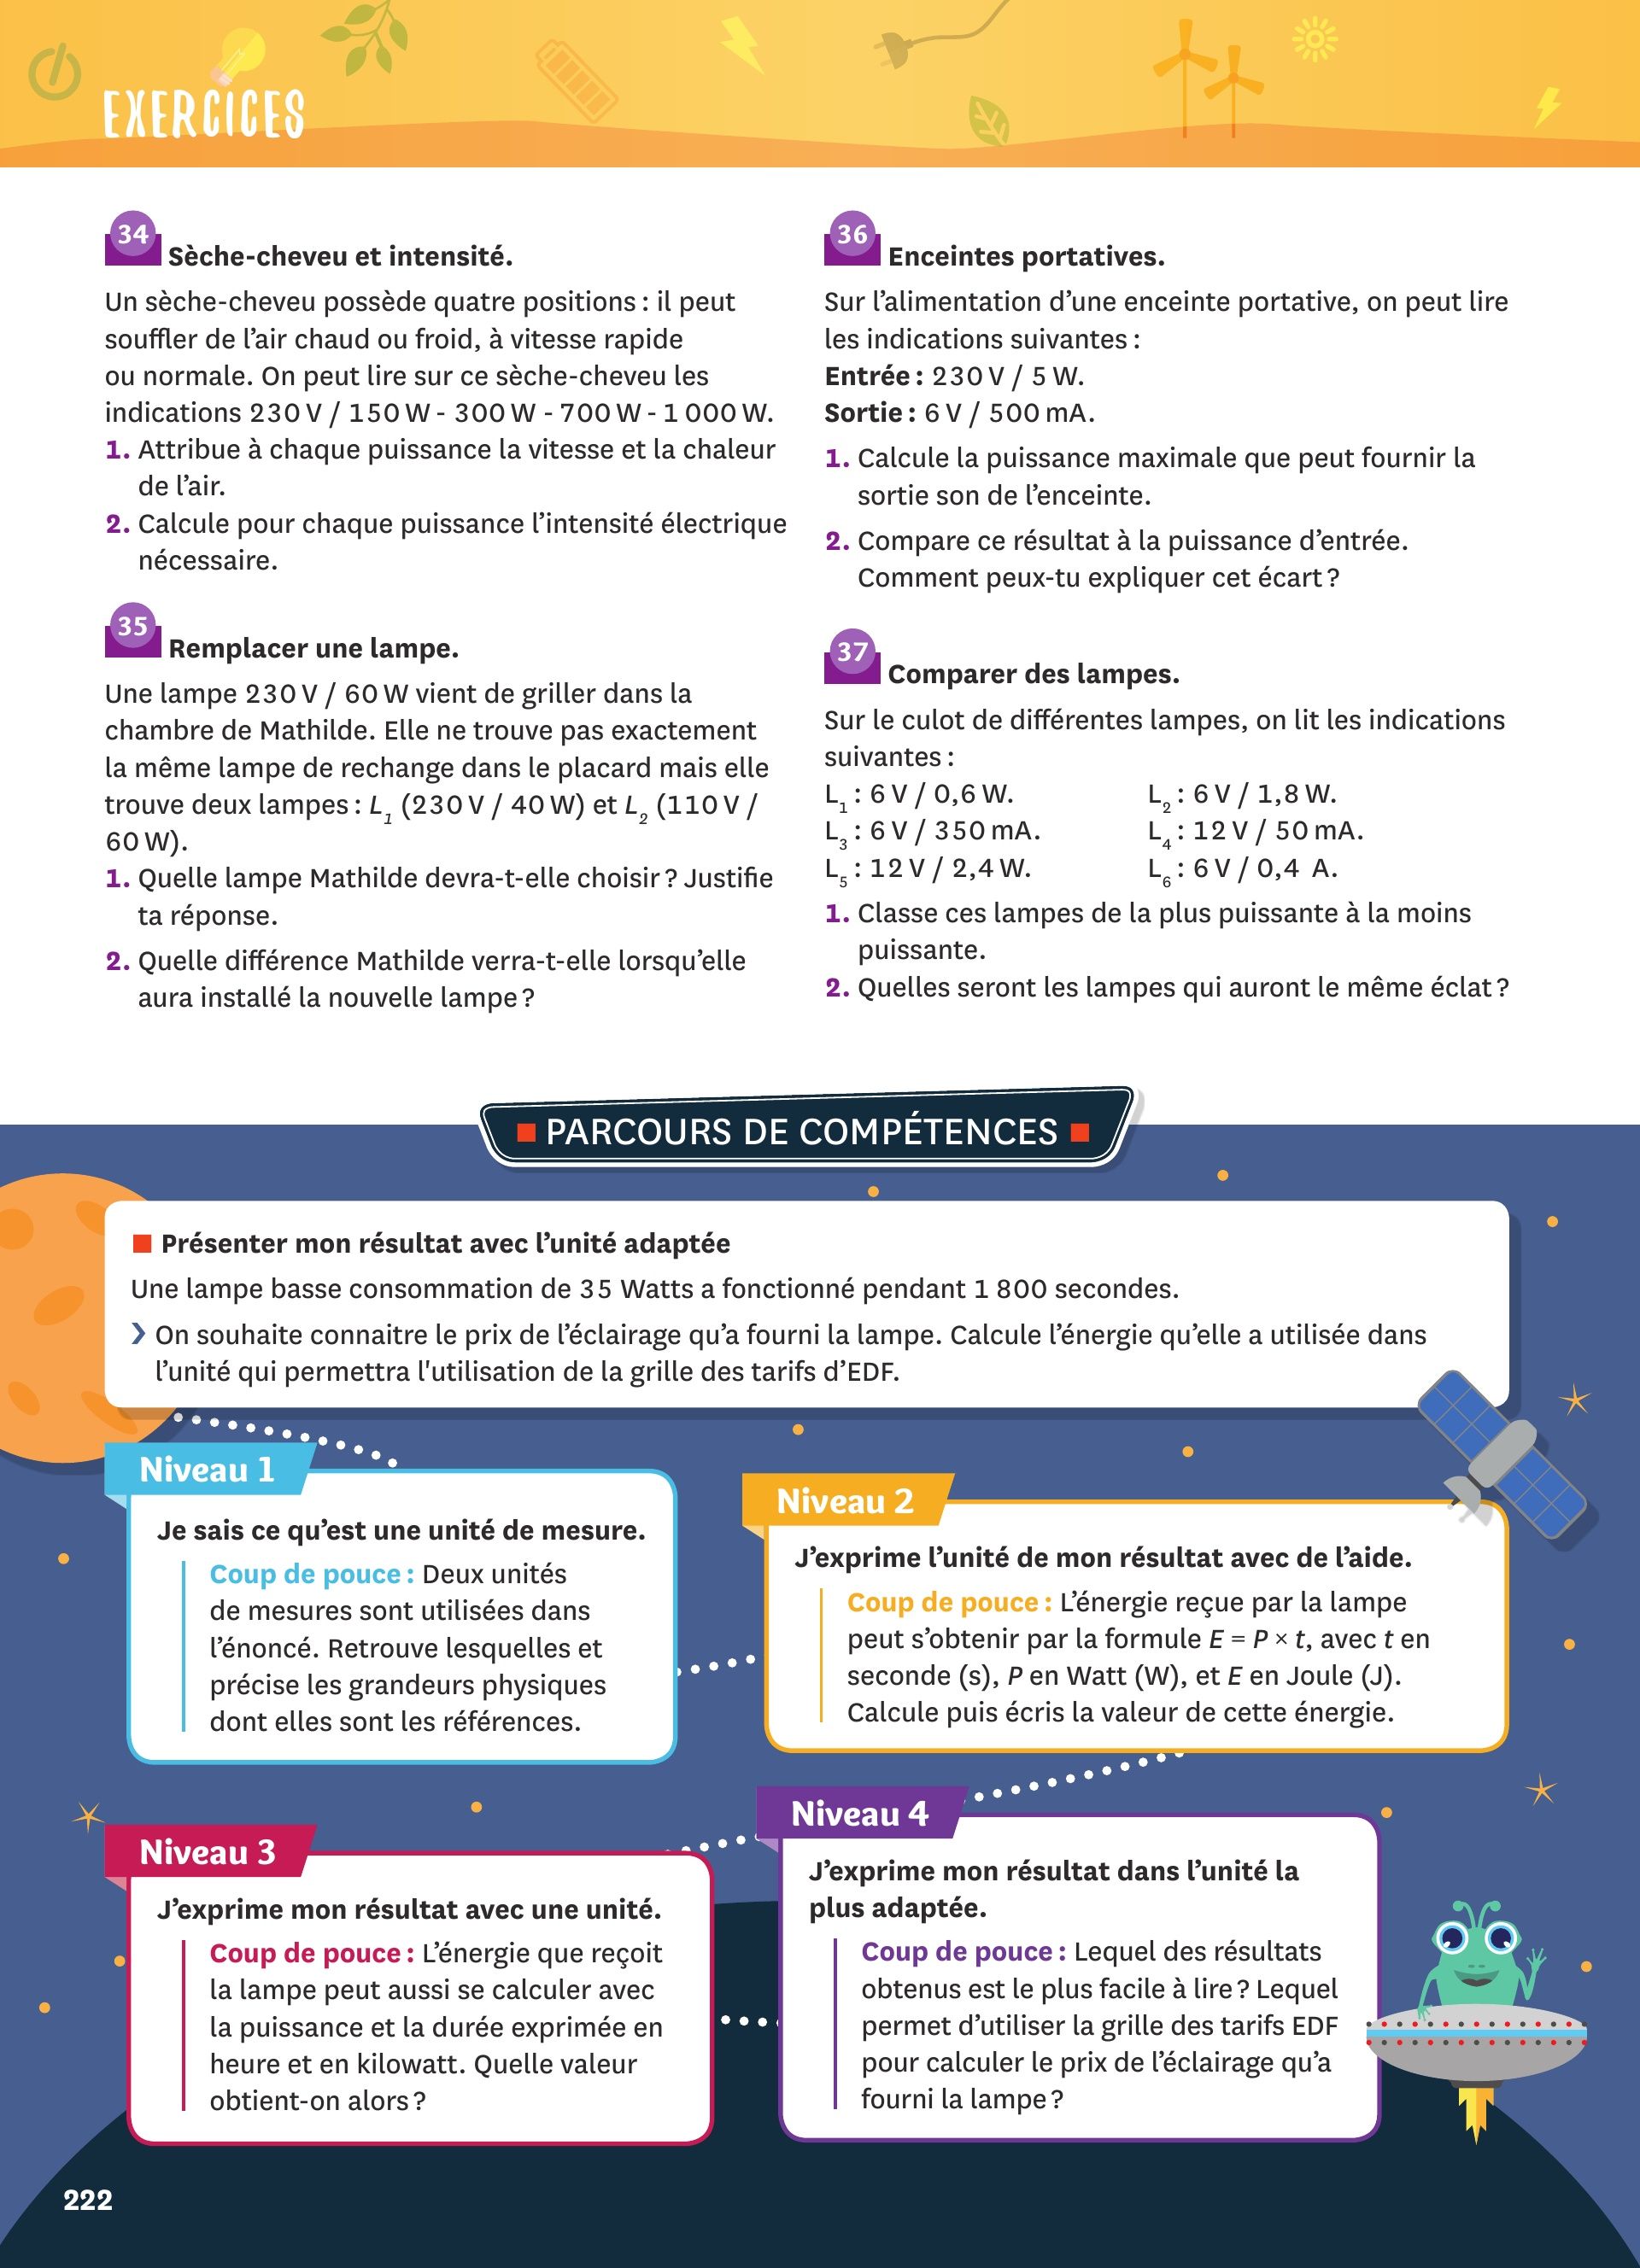 EXERCICES
34 Sèche-cheveu et intensité.
Un sèche-cheveu possède quatre positions : il peut
souffler de l’air chaud ou froid, à vitesse rapide
ou normale. On peut lire sur ce sèche-cheveu les
indications 230 V / 150 W - 300 W - 700 W - 1 000 W.
1. Attribue à chaque puissance la vitesse et la chaleur
de l’air.
2. Calcule pour chaque puissance l’intensité électrique
nécessaire.
35 Remplacer une lampe.
Une lampe 230 V / 60 W vient de griller dans la
chambre de Mathilde. Elle ne trouve pas exactement
la même lampe de rechange dans le placard mais elle
trouve deux lampes : L1 (230 V / 40 W) et L2 (110 V /
60 W).
1. Quelle lampe Mathilde devra-t-elle choisir ? Justifie
ta réponse.
2. Quelle différence Mathilde verra-t-elle lorsqu’elle
aura installé la nouvelle lampe ?
36 Enceintes portatives.
Sur l’alimentation d’une enceinte portative, on peut lire
les indications suivantes :
Entrée : 230 V / 5 W.
Sortie : 6 V / 500 mA.
1. Calcule la puissance maximale que peut fournir la
sortie son de l’enceinte.
2. Compare ce résultat à la puissance d’entrée.
Comment peux-tu expliquer cet écart ?
37 Comparer des lampes.
Sur le culot de différentes lampes, on lit les indications
suivantes :
L1 : 6 V / 0,6 W. L2 : 6 V / 1,8 W.
L3 : 6 V / 350 mA. L4 : 12 V / 50 mA.
L5 : 12 V / 2,4 W. L6 : 6 V / 0,4 A.
1. Classe ces lampes de la plus puissante à la moins
puissante.
2. Quelles seront les lampes qui auront le même éclat ?
PARCOURS DE COMPÉTENCES
Présenter mon résultat avec l’unité adaptée
Une lampe basse consommation de 35 Watts a fonctionné pendant 1 800 secondes.
On souhaite connaitre le prix de l’éclairage qu’a fourni la lampe. Calcule l’énergie qu’elle a utilisée dans
l’unité qui permettra l'utilisation de la grille des tarifs d’EDF.
Niveau 1
Je sais ce qu’est une unité de mesure.
Coup de pouce : Deux unités
de mesures sont utilisées dans
l’énoncé. Retrouve lesquelles et
précise les grandeurs physiques
dont elles sont les références.
Niveau 2
J’exprime l’unité de mon résultat avec de l’aide.
Coup de pouce : L’énergie reçue par la lampe
peut s’obtenir par la formule E = P × t, avec t en
seconde (s), P en Watt (W), et E en Joule (J).
Calcule puis écris la valeur de cette énergie.
Niveau 3
J’exprime mon résultat avec une unité.
Coup de pouce : L’énergie que reçoit
la lampe peut aussi se calculer avec
la puissance et la durée exprimée en
heure et en kilowatt. Quelle valeur
obtient-on alors ?
Niveau 4
J’exprime mon résultat dans l’unité la
plus adaptée.
Coup de pouce : Lequel des résultats
obtenus est le plus facile à lire ? Lequel
permet d’utiliser la grille des tarifs EDF
pour calculer le prix de l’éclairage qu’a
fourni la lampe ?
222